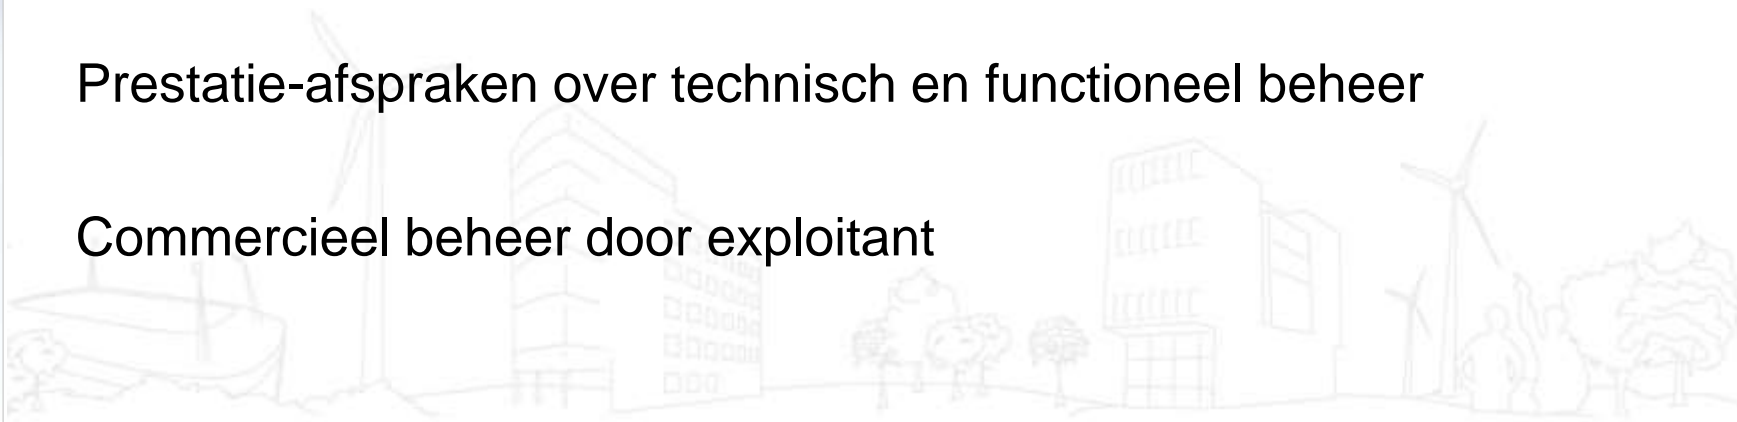 Prestatie-afspraken over technisch en functioneel beheer
Commercieel beheer door exploitant